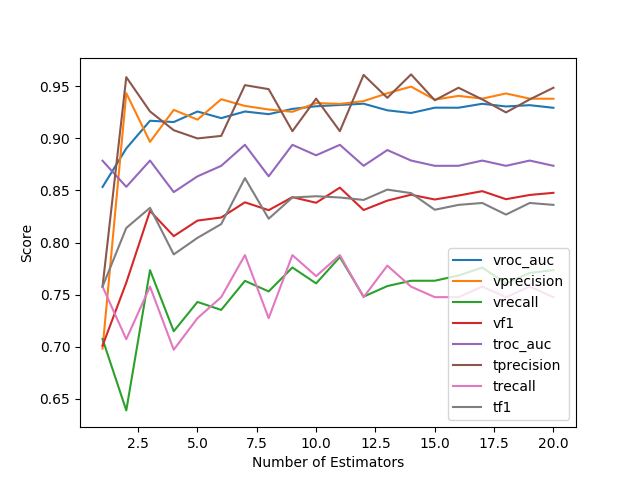 0.95
0.90
0.85
0.80
0.75
0.70
0.65
Score
2.5 5.0 7.5 10.0 12.5 15.0 17.5 20.0
Number of Estimators
vroc_auc
vprecision
vrecall
vf1
troc_auc
tprecision
trecall
tf1